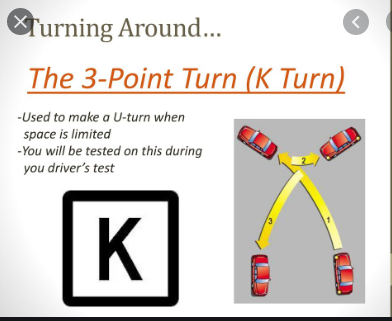 Turning Around...
The 3-Point Turn (K Turn)
-Used to make a U-turn when
space is limited
-You will be tested on this during
you driver's test
K
2
3
1